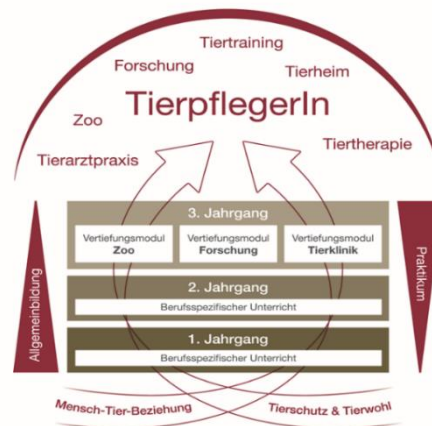 Tiertraining
Forschung
Tierheim
TierpflegerIn
Zoo
Tiertherapie
Tierarztpraxis
3. Jahrgang
Vertiefungsmodul
Zoo
Vertiefungsmodul
Forschung
Vertiefungsmodul
Tierklinik
2. Jahrgang
Berufsspezifischer Unterricht
1. Jahrgang
Berufsspezifischer Unterricht
Allgemeinbildung
Praktikum
Mensch-Tier-Beziehung
Tierschutz & Tierwohl